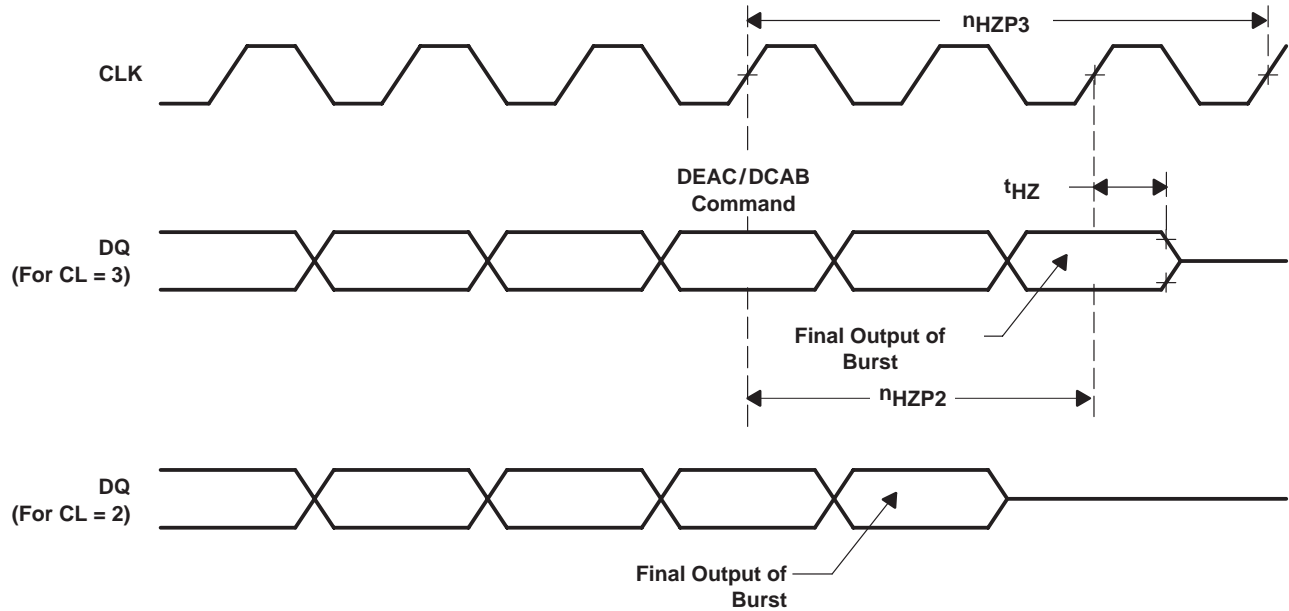 nHZP3
CLK
DEAC/DCAB
Command
tHZ
DQ
(For CL = 3)
Final Output of
Burst
nHZP2
DQ
(For CL = 2)
Final Output of
Burst